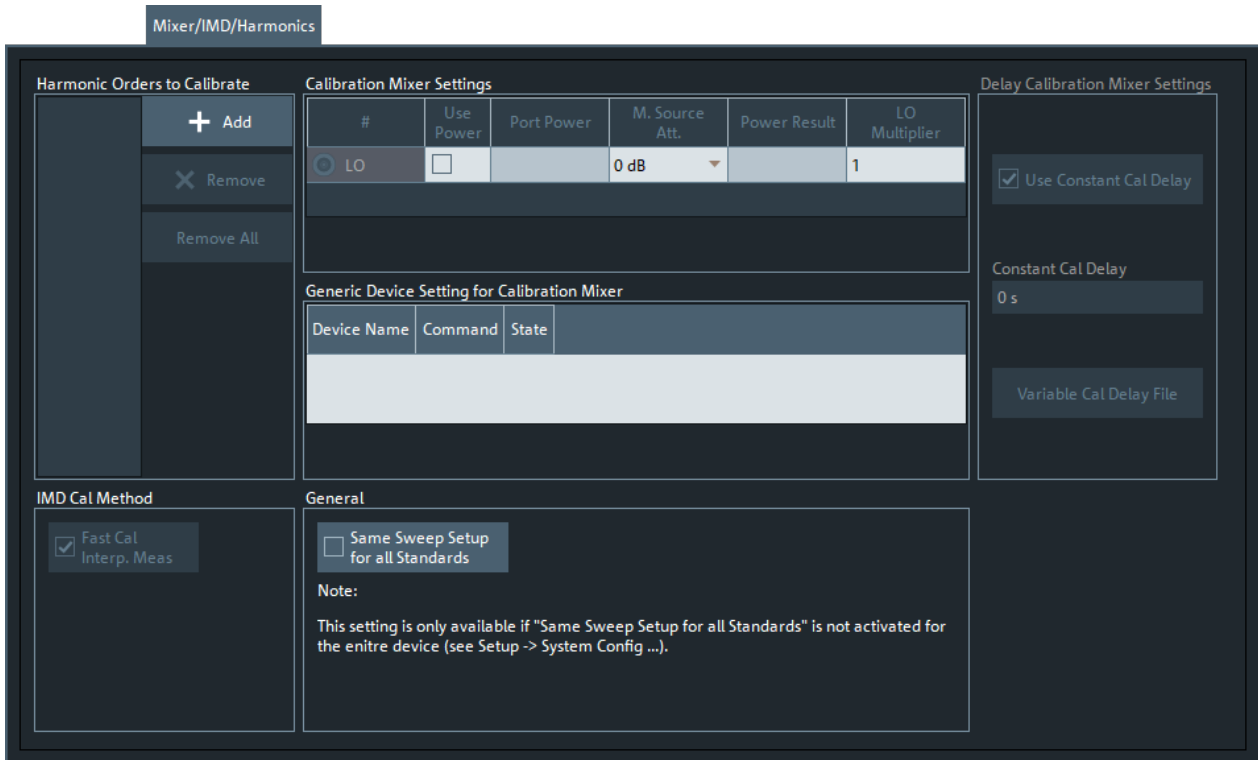 Mixer/IMD/Harmonics
Harmonic Orders to Calibrate
Add
Remove
Remove All
Calibration Mixer Settings
#
Use
Power
Port Power
M. Source
Att.
Power Result
LO
Multiplier
LO
0 dB
1
Generic Device Setting for Calibration Mixer
Device Name
Command
State
Delay Calibration Mixer Settings
Use Constant Cal Delay
Constant Cal Delay
0 s
Variable Cal Delay File
IMD Cal Method
Fast Cal
Interp. Meas
General
Same Sweep Setup
for all Standards
Note:
This setting is only available if "Same Sweep Setup for all Standards" is not activated for
the enitre device (see Setup -> System Config ...).